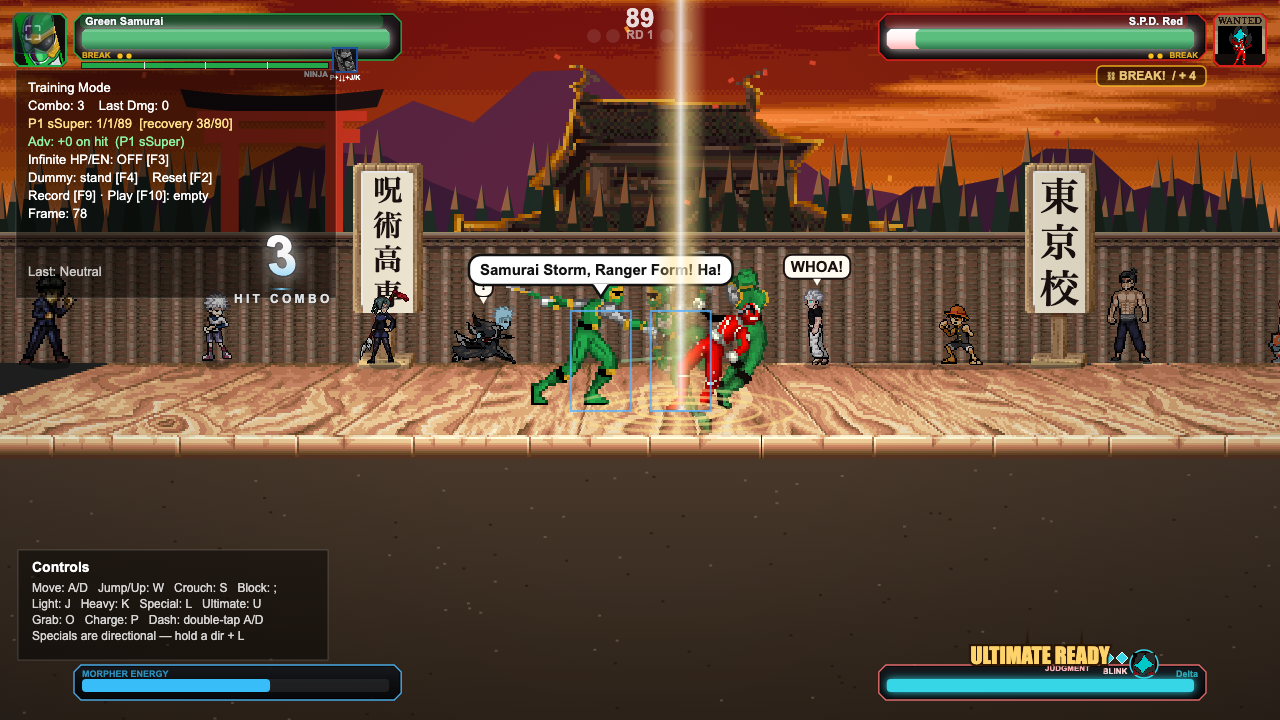 Green Samurai
89
RD 1
S.P.D. Red
WANTED
BREAK
BREAK
NINJA
BREAK! / + 4
Training Mode
Combo: 3 Last Dmg: 0
P1 sSuper: 1/1/89 [recovery 38/90]
Adv: +0 on hit (P1 sSuper)
Infinite HP/EN: OFF [F3]
Dummy: stand [F4] Reset [F2]
Record [F9] · Play [F10]: empty
Frame: 78
Last: Neutral
3
HIT COMBO
呪術高専
東京校
Samurai Storm, Ranger Form! Ha!
WHOA!
Controls
Move: A/D Jump/Up: W Crouch: S Block: ;
Light: J Heavy: K Special: L Ultimate: U
Grab: O Charge: P Dash: double-tap A/D
Specials are directional — hold a dir + L
MORPHER ENERGY
ULTIMATE READY
JUDGMENT
BLINK
Delta